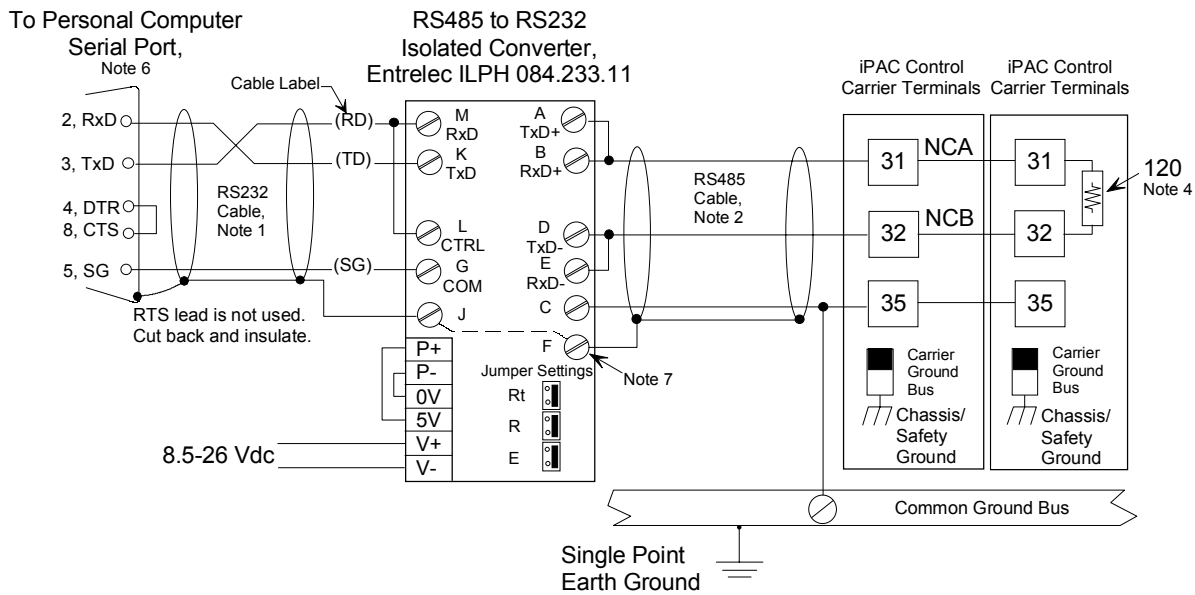 To Personal Computer
Serial Port,
Note 6
RS485 to RS232
Isolated Converter,
Entrelec ILPH 084.233.11
Cable Label
iPAC Control
Carrier Terminals
iPAC Control
Carrier Terminals
2, RxD
3, TxD
4, DTR
8, CTS
5, SG
RS232
Cable,
Note 1
(RD)
(TD)
(SG)
RTS lead is not used.
Cut back and insulate.
M
RxD
K
TxD
L
CTRL
G
COM
J
A
TxD+
B
RxD+
D
TxD-
E
RxD-
C
F
Note 7
P+
P-
0V
5V
V+
V-
8.5-26 Vdc
Jumper Settings
Rt
R
E
RS485
Cable,
Note 2
31
NCA
31
32
NCB
32
35
35
120
Note 4
Carrier
Ground
Bus
Chassis/
Safety
Ground
Carrier
Ground
Bus
Chassis/
Safety
Ground
Common Ground Bus
Single Point
Earth Ground